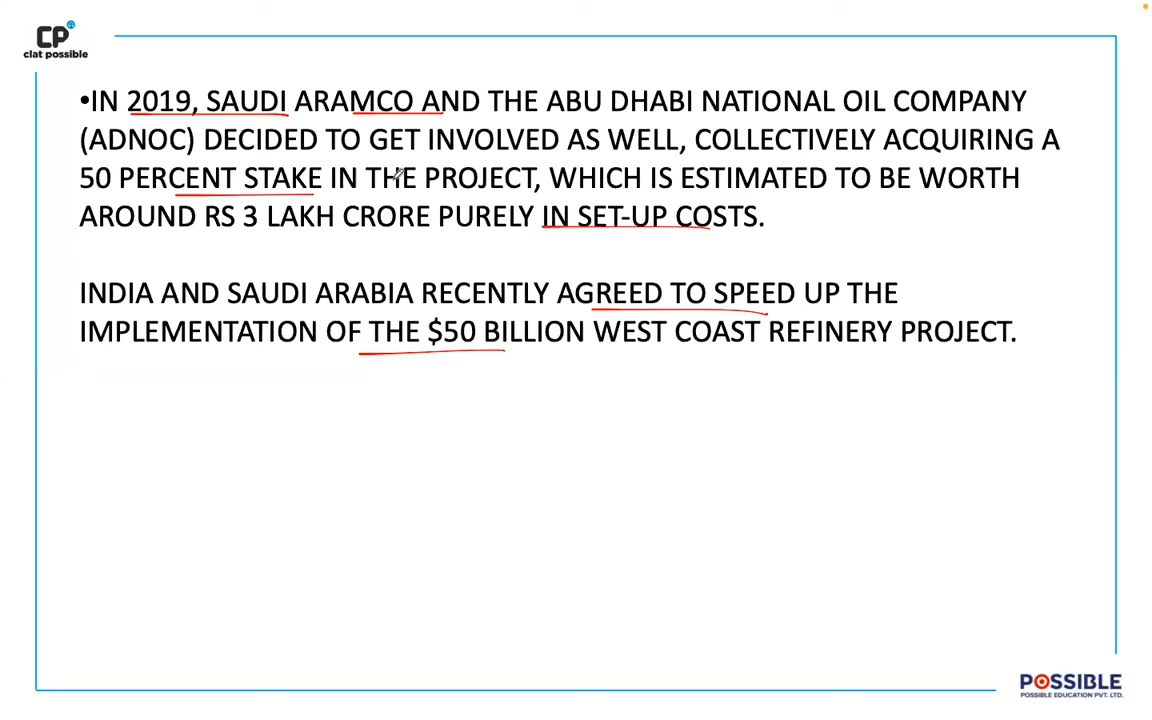 CP
clat possible
•IN 2019, SAUDI ARAMCO AND THE ABU DHABI NATIONAL OIL COMPANY
(ADNOC) DECIDED TO GET INVOLVED AS WELL, COLLECTIVELY ACQUIRING A
50 PERCENT STAKE IN THE PROJECT, WHICH IS ESTIMATED TO BE WORTH
AROUND RS 3 LAKH CRORE PURELY IN SET-UP COSTS.
INDIA AND SAUDI ARABIA RECENTLY AGREED TO SPEED UP THE
IMPLEMENTATION OF THE $50 BILLION WEST COAST REFINERY PROJECT.
POSSIBLE
POSSIBLE EDUCATION PVT. LTD.